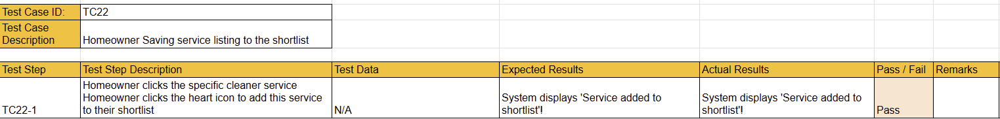 Test Case ID: TC22
Test Case
Description Homeowner Saving service listing to the shortlist
Test Step Test Step Description Test Data Expected Results Actual Results Pass / Fail Remarks
Homeowner clicks the specific cleaner service
Homeowner clicks the heart icon to add this service System displays 'Service added to System displays 'Service added to
TC22-1 to their shortlist N/A shortlist'! shortlist'! Pass